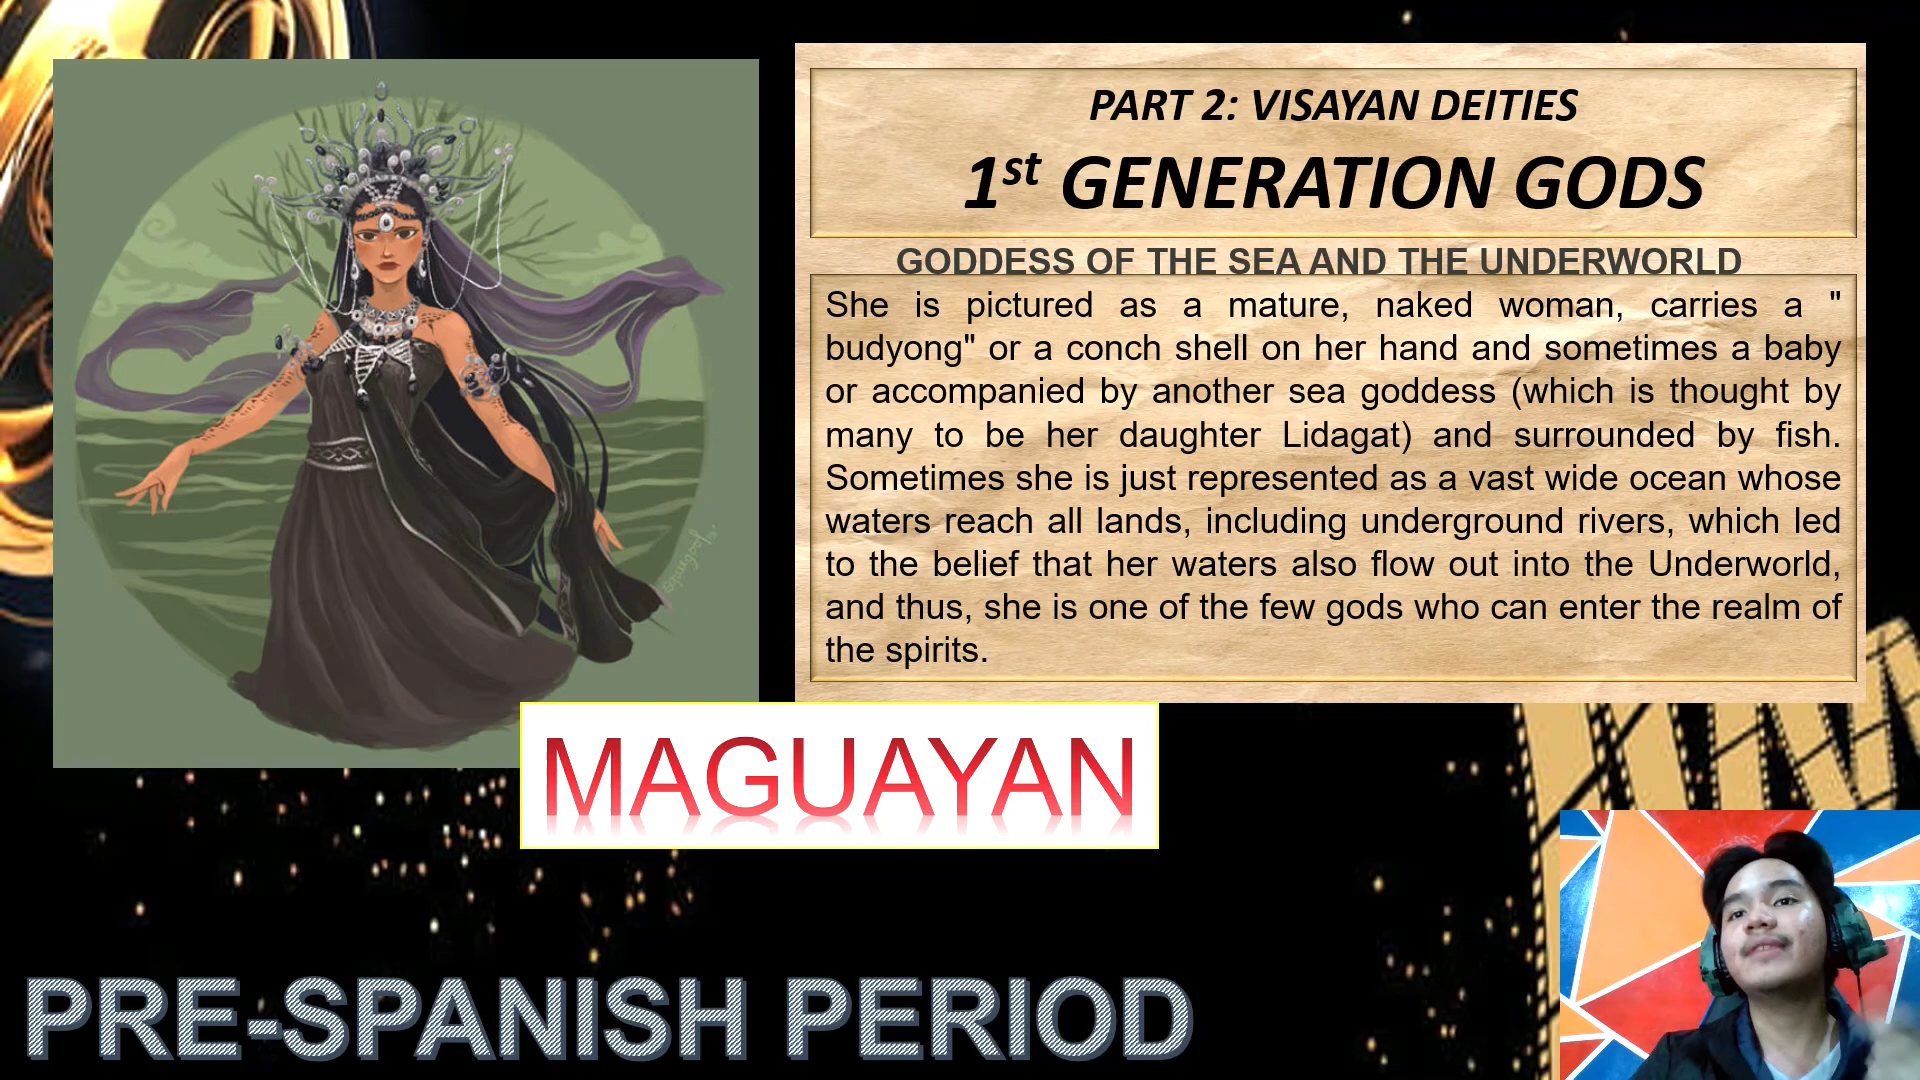 PART 2: VISAYAN DEITIES
1st GENERATION GODS
GODDESS OF THE SEA AND THE UNDERWORLD
She is pictured as a mature, naked woman, carries a "
budyong" or a conch shell on her hand and sometimes a baby
or accompanied by another sea goddess (which is thought by
many to be her daughter Lidagat) and surrounded by fish.
Sometimes she is just represented as a vast wide ocean whose
waters reach all lands, including underground rivers, which led
to the belief that her waters also flow out into the Underworld,
and thus, she is one of the few gods who can enter the realm of
the spirits.
MAGUAYAN
PRE-SPANISH PERIOD